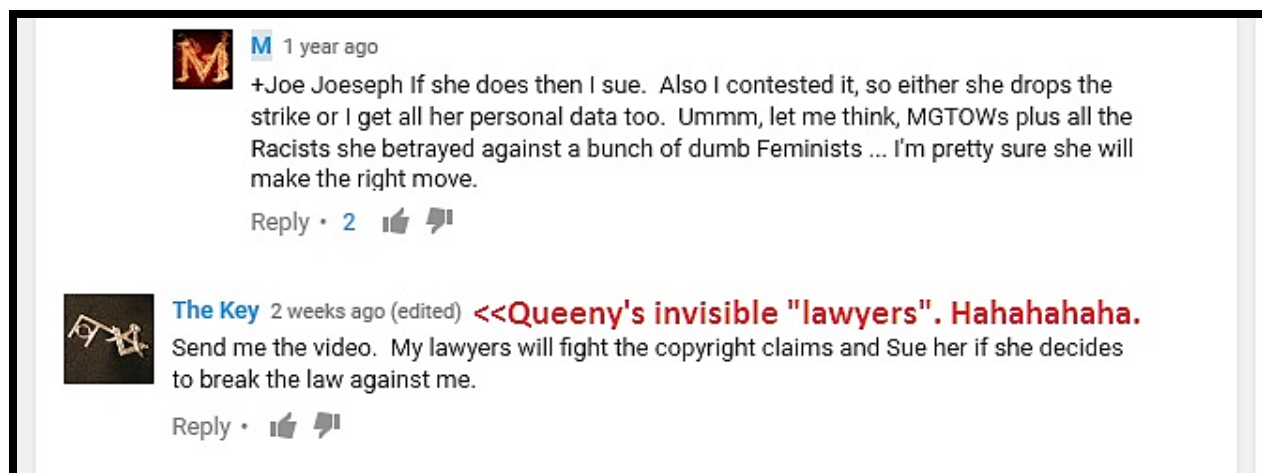 M 1 year ago
+Joe Joeseph If she does then I sue.  Also I contested it, so either she drops the
strike or I get all her personal data too.  Ummm, let me think, MGTOWs plus all the
Racists she betrayed against a bunch of dumb Feminists ... I'm pretty sure she will
make the right move.
Reply • 2
The Key 2 weeks ago (edited) <<Queeny's invisible "lawyers". Hahahahaha.
Send me the video.  My lawyers will fight the copyright claims and Sue her if she decides
to break the law against me.
Reply •